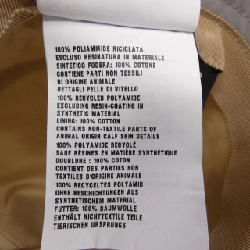 100% POLIAMMIDE RICICLATA
ESCLUSO RESINATURA IN MATERIALE
SINTETICO FODERA: 100% COTONE
CONTIENE PARTI NON TESSILI
DI ORIGINE ANIMALE
DETTAGLI PELLE DI VITELLO
100% RECYCLED POLYAMIDE
EXCLUDING RESIN-COATING IN
SYNTHETIC MATERIAL
LINING: 100% COTTON
CONTAINS NON-TEXTILE PARTS OF
ANIMAL ORIGIN CALF SKIN DETAILS
100% POLYAMIDE RECYCLÉ
SANS RÉSINES EN MATIÈRE SYNTHÉTIQUE
DOUBLURE : 100% COTON
CONTIENT DES PARTIES NON
TEXTILES D'ORIGINE ANIMALE
100% RECYCELTES POLYAMID
OHNE BESCHICHTUNGEN AUS
SYNTHETISCHEM MATERIAL
FUTTER: 100% BAUMWOLLE
ENTHÄLT NICHTTEXTILE TEILE
TIERISCHEN URSPRUNGS